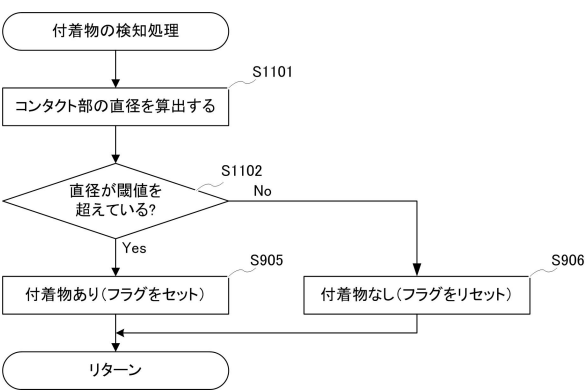 付着物の検知処理
S1101
コンタクト部の直径を算出する
S1102
直径が閾値を
超えている?
No
Yes
S905
付着物あり(フラグをセット)
S906
付着物なし(フラグをリセット)
リターン